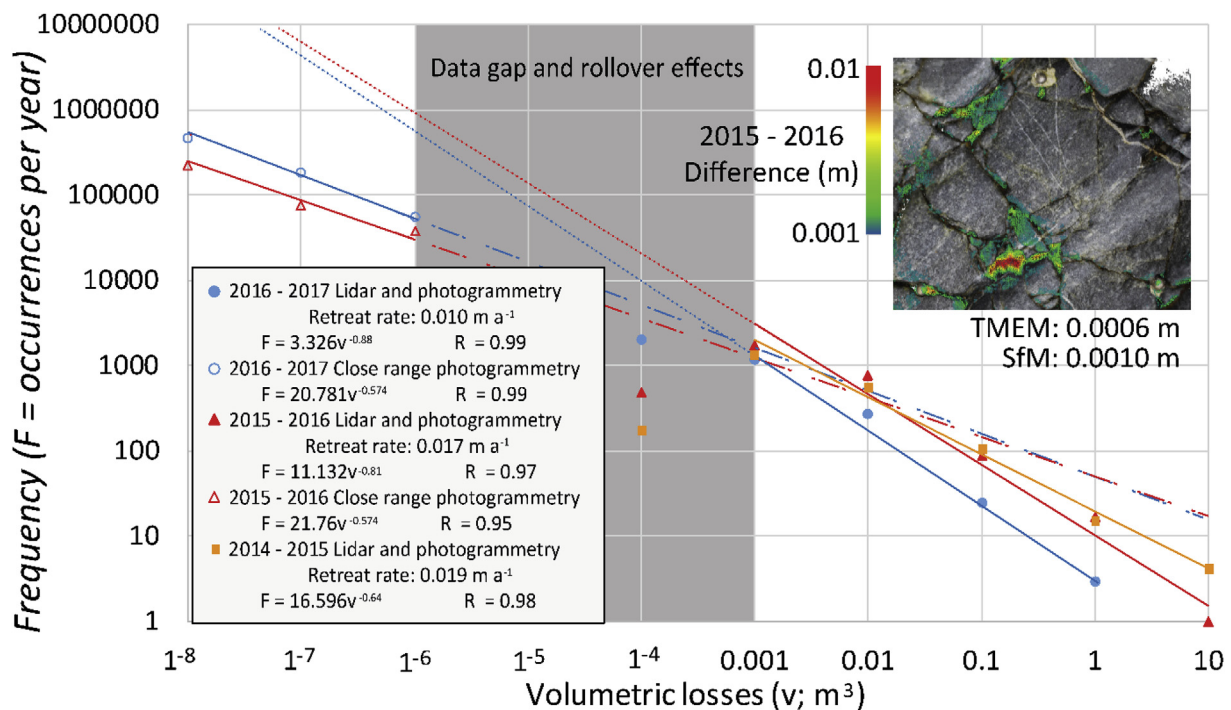 Frequency (F = occurrences per year)
10000000
1000000
100000
10000
1000
100
10
1
Data gap and rollover effects
0.01
2015 - 2016
Difference (m)
0.001
TMEM: 0.0006 m
SfM: 0.0010 m
2016 - 2017 Lidar and photogrammetry
Retreat rate: 0.010 m a⁻¹
F = 3.326v⁻⁰·⁸⁸ R = 0.99
2016 - 2017 Close range photogrammetry
F = 20.781v⁻⁰·⁵⁷⁴ R = 0.99
2015 - 2016 Lidar and photogrammetry
Retreat rate: 0.017 m a⁻¹
F = 11.132v⁻⁰·⁸¹ R = 0.97
2015 - 2016 Close range photogrammetry
F = 21.76v⁻⁰·⁵⁷⁴ R = 0.95
2014 - 2015 Lidar and photogrammetry
Retreat rate: 0.019 m a⁻¹
F = 16.596v⁻⁰·⁶⁴ R = 0.98
1⁻⁸ 1⁻⁷ 1⁻⁶ 1⁻⁵ 1⁻⁴ 0.001 0.01 0.1 1 10
Volumetric losses (v; m³)